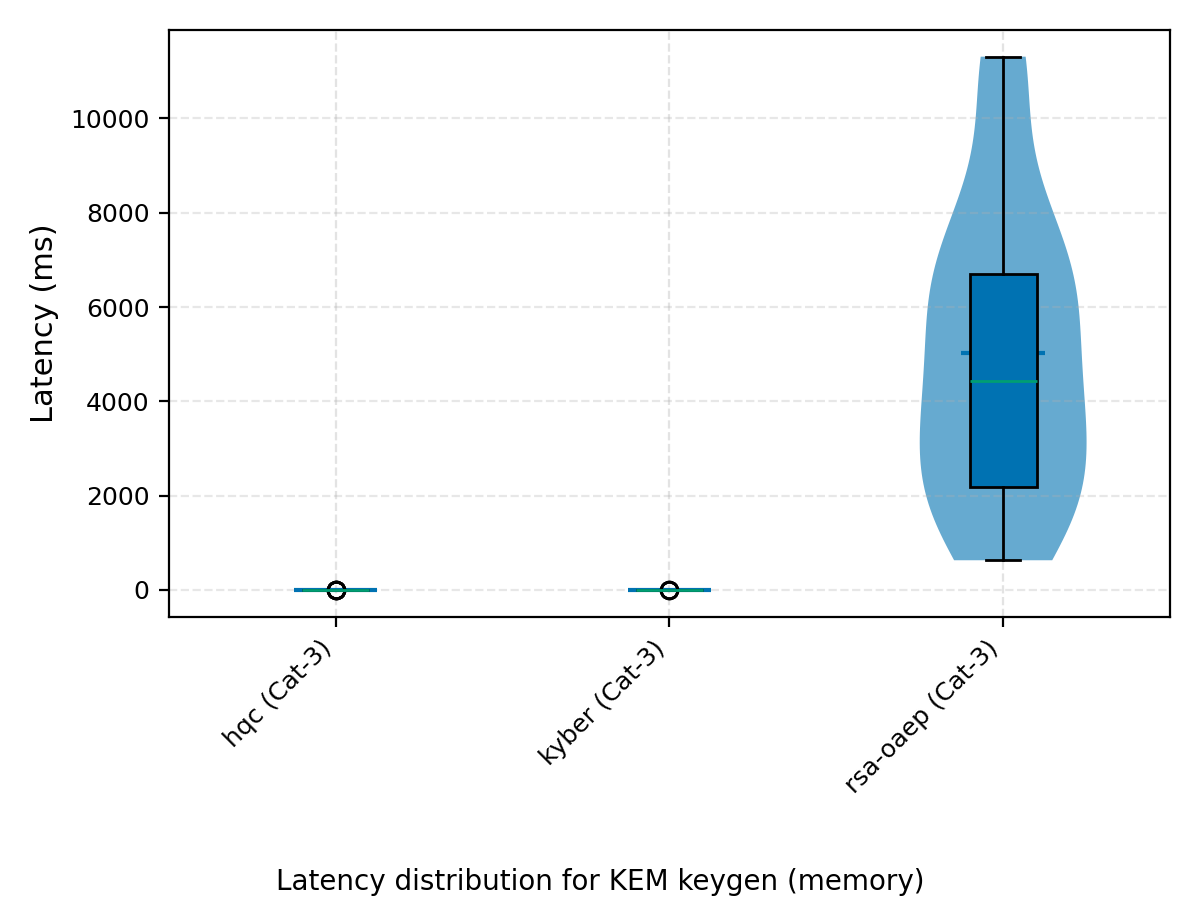 Latency (ms)
10000
8000
6000
4000
2000
0
hqc (Cat-3)
kyber (Cat-3)
rsa-oaep (Cat-3)
Latency distribution for KEM keygen (memory)